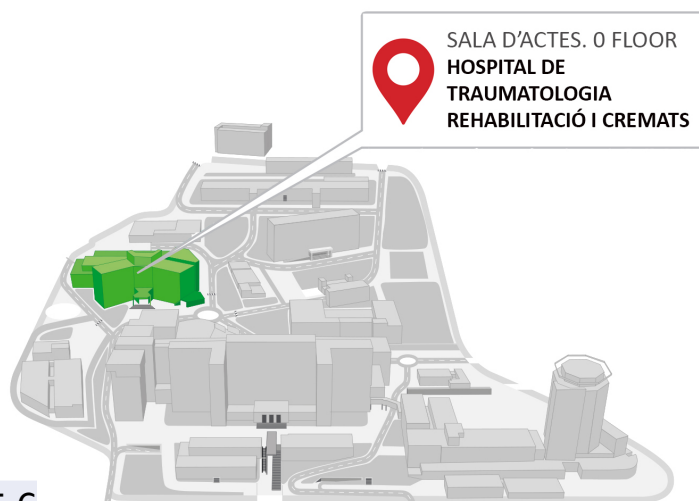 SALA D'ACTES. 0 FLOOR
HOSPITAL DE
TRAUMATOLOGIA
REHABILITACIÓ I CREMATS